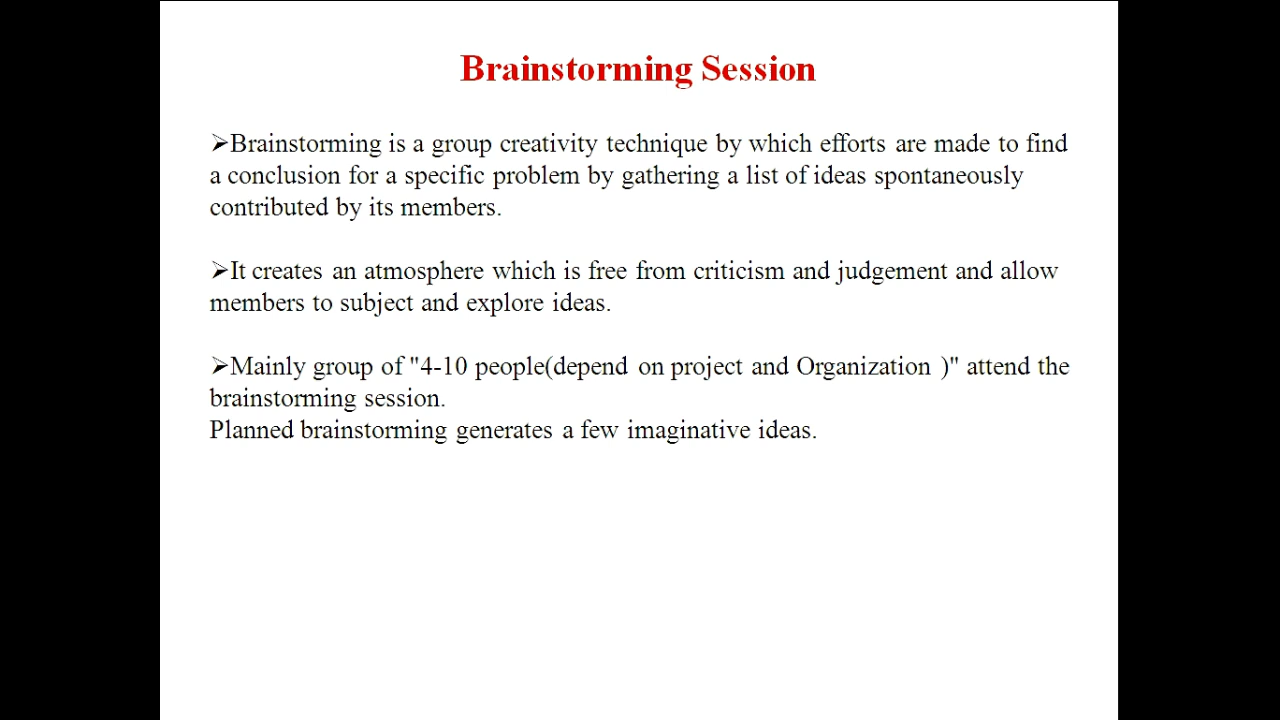 Brainstorming Session
➢Brainstorming is a group creativity technique by which efforts are made to find
a conclusion for a specific problem by gathering a list of ideas spontaneously
contributed by its members.
➢It creates an atmosphere which is free from criticism and judgement and allow
members to subject and explore ideas.
➢Mainly group of "4-10 people(depend on project and Organization )" attend the
brainstorming session.
Planned brainstorming generates a few imaginative ideas.